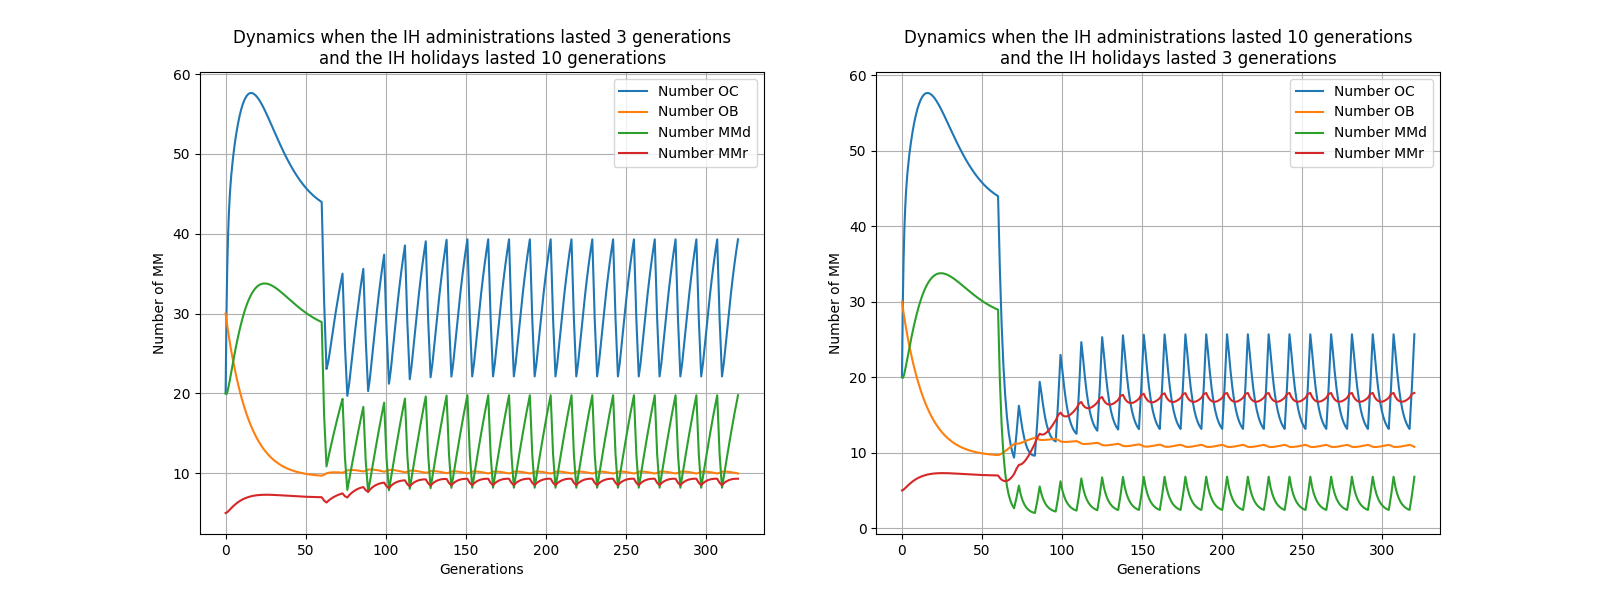 Dynamics when the IH administrations lasted 3 generations
and the IH holidays lasted 10 generations
Number of MM
60
50
40
30
20
10
0
50
100
150
200
250
300
Generations
Number OC
Number OB
Number MMd
Number MMr
Dynamics when the IH administrations lasted 10 generations
and the IH holidays lasted 3 generations
Number of MM
60
50
40
30
20
10
0
0
50
100
150
200
250
300
Generations
Number OC
Number OB
Number MMd
Number MMr